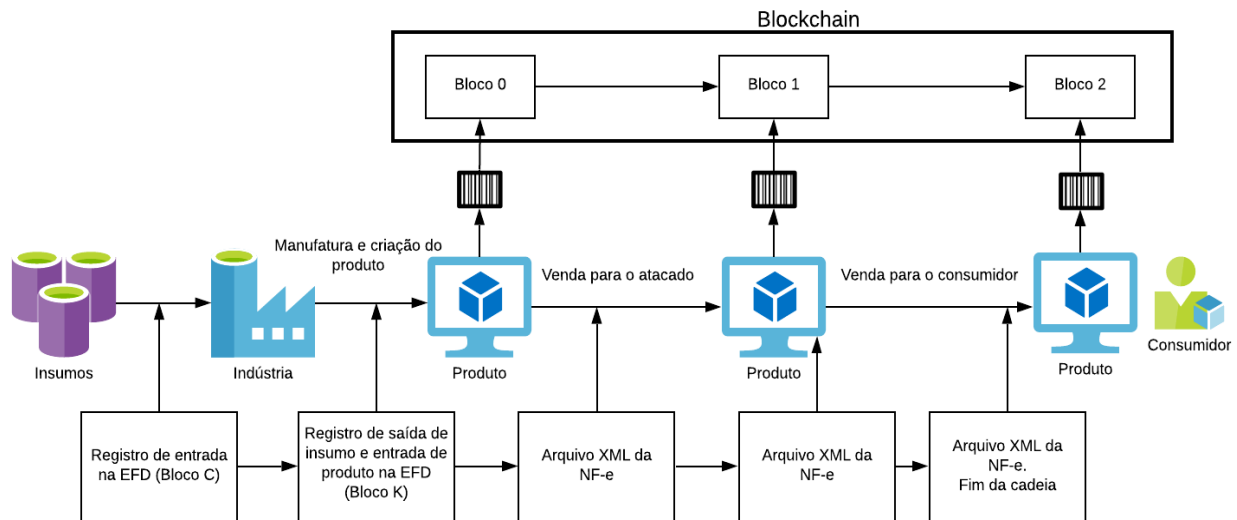 Blockchain
Bloco 0
Bloco 1
Bloco 2
Manufatura e criação do
produto
Venda para o atacado
Venda para o consumidor
Insumos
Indústria
Produto
Produto
Produto
Consumidor
Registro de entrada
na EFD (Bloco C)
Registro de saída de
insumo e entrada de
produto na EFD
(Bloco K)
Arquivo XML da
NF-e
Arquivo XML da
NF-e
Arquivo XML da
NF-e.
Fim da cadeia